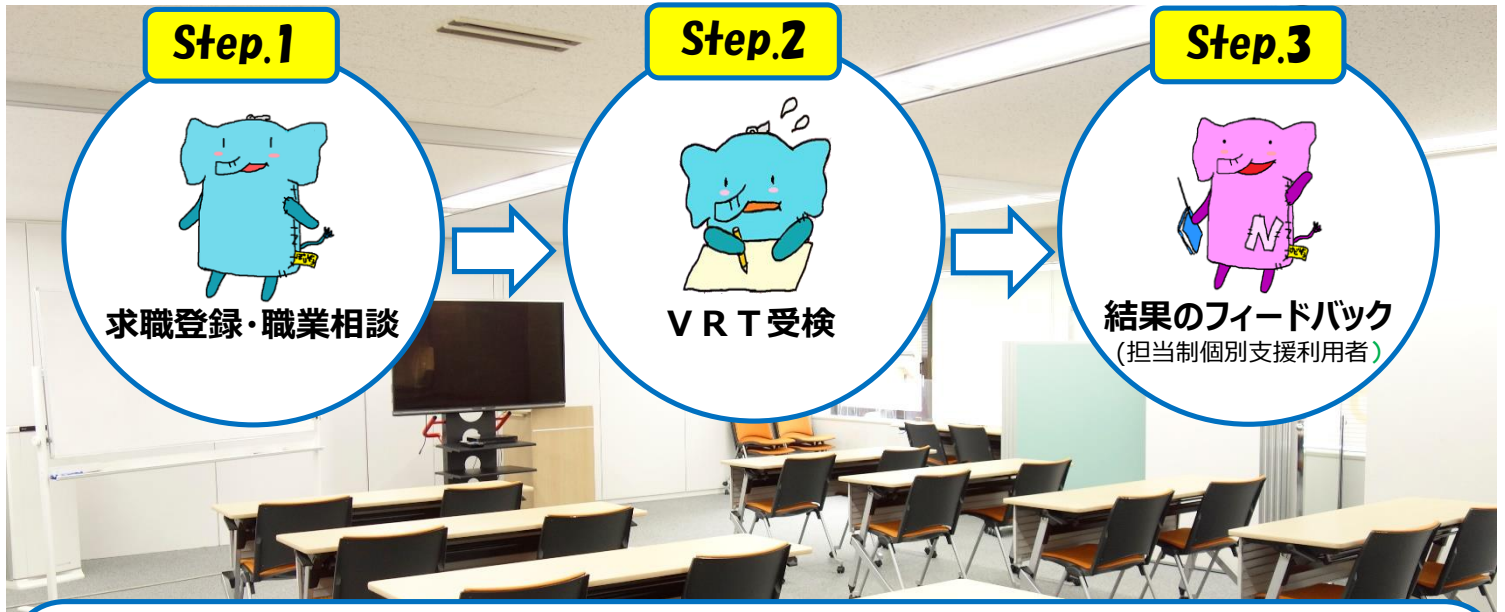 Step.1
Step.2
Step.3
求職登録・職業相談
ＶＲＴ受検
結果のフィードバック
(担当制個別支援利用者)
N